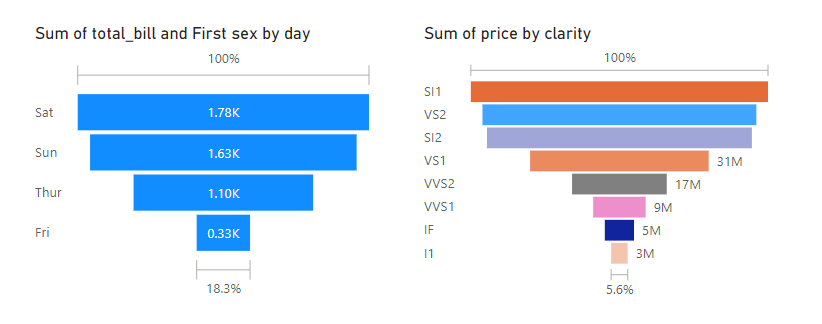 Sum of total_bill and First sex by day
100%
Sat 1.78K
Sun 1.63K
Thur 1.10K
Fri 0.33K
18.3%
Sum of price by clarity
100%
SI1
VS2
SI2
VS1 31M
VVS2 17M
VVS1 9M
IF 5M
I1 3M
5.6%